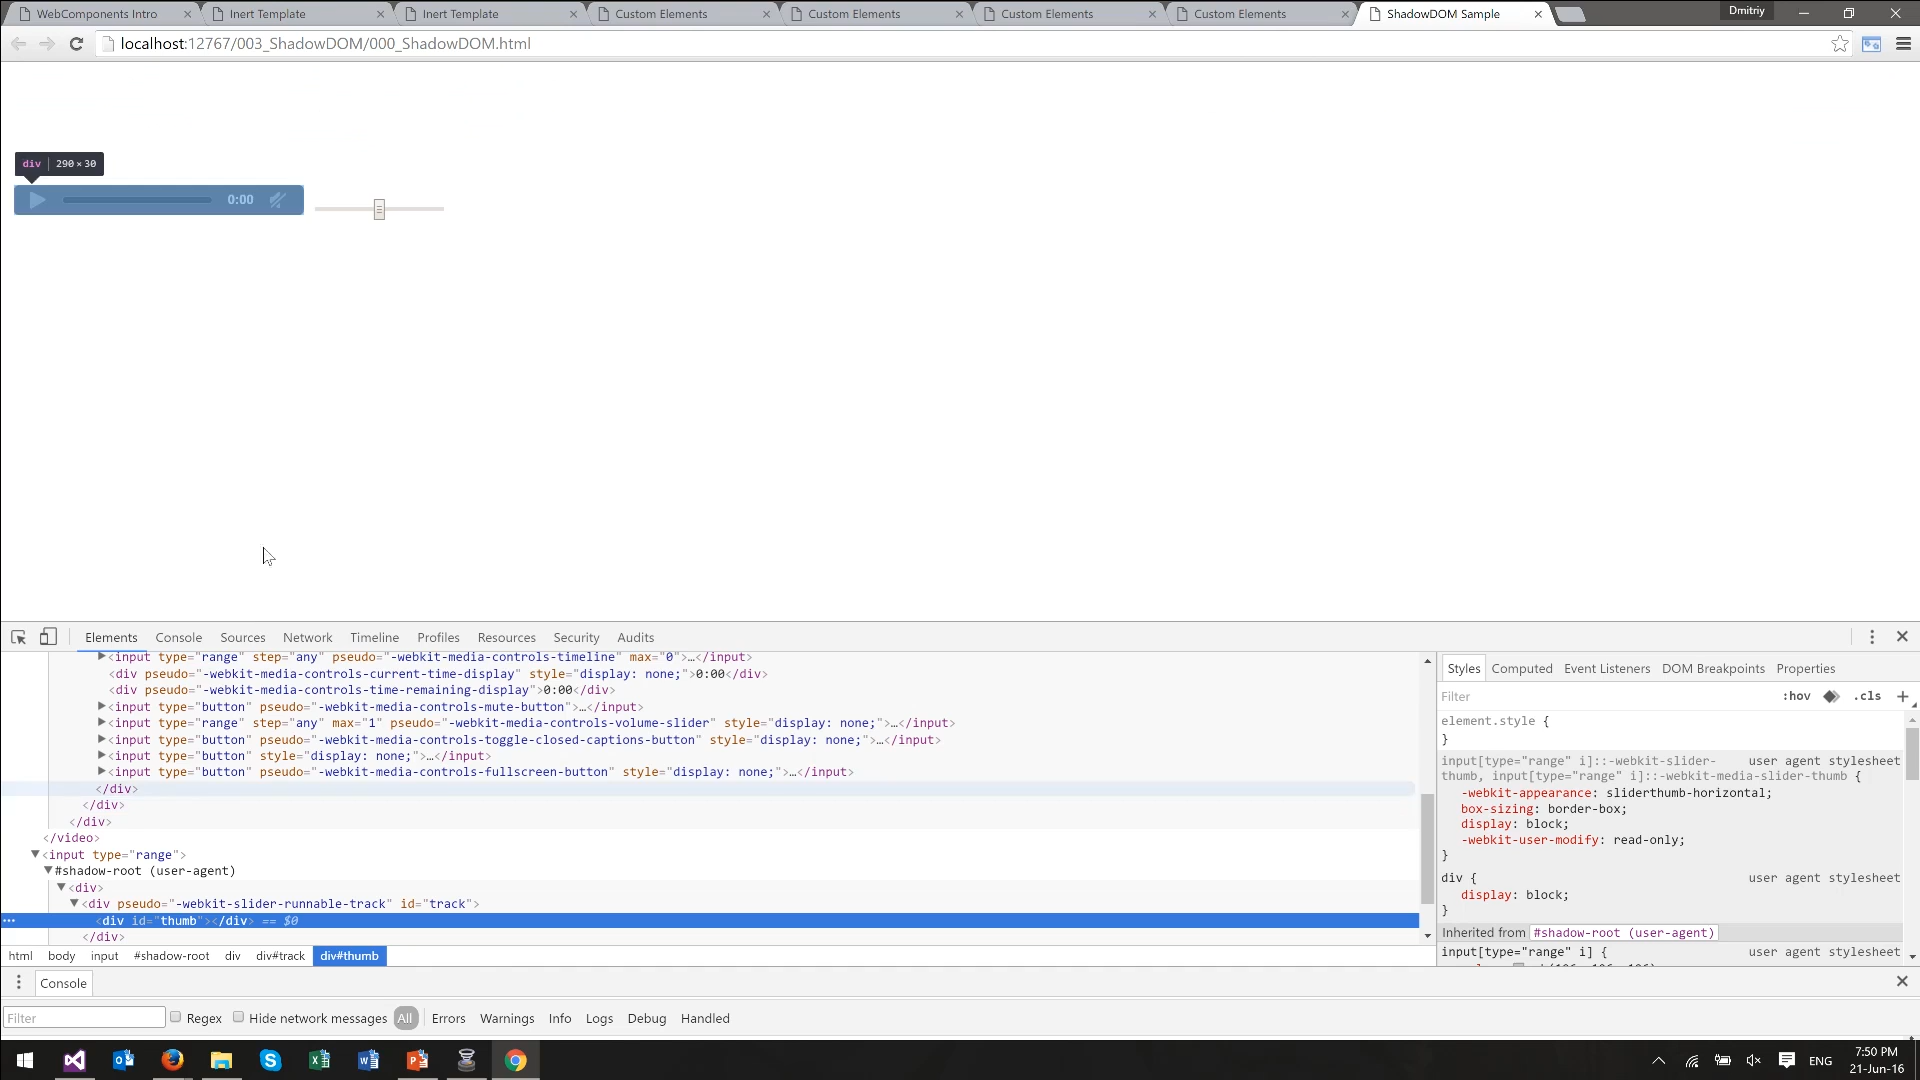 WebComponents Intro
Inert Template
Inert Template
Custom Elements
Custom Elements
Custom Elements
Custom Elements
ShadowDOM Sample
Dmitriy
localhost:12767/003_ShadowDOM/000_ShadowDOM.html
div 290×30
0:00
Elements Console Sources Network Timeline Profiles Resources Security Audits
<input type="range" step="any" pseudo="-webkit-media-controls-timeline" max="0">…</input>
<div pseudo="-webkit-media-controls-current-time-display" style="display: none;">0:00</div>
<div pseudo="-webkit-media-controls-time-remaining-display">0:00</div>
<input type="button" pseudo="-webkit-media-controls-mute-button">…</input>
<input type="range" step="any" max="1" pseudo="-webkit-media-controls-volume-slider" style="display: none;">…</input>
<input type="button" pseudo="-webkit-media-controls-toggle-closed-captions-button" style="display: none;">…</input>
<input type="button" style="display: none;">…</input>
<input type="button" pseudo="-webkit-media-controls-fullscreen-button" style="display: none;">…</input>
</div>
</div>
</div>
</video>
<input type="range">
#shadow-root (user-agent)
<div>
<div pseudo="-webkit-slider-runnable-track" id="track">
<div id="thumb"></div> == $0
</div>
html body input #shadow-root div div#track div#thumb
Styles Computed Event Listeners DOM Breakpoints Properties
Filter :hov .cls +
element.style {
}
input[type="range" i]::-webkit-slider- user agent stylesheet
thumb, input[type="range" i]::-webkit-media-slider-thumb {
-webkit-appearance: sliderthumb-horizontal;
box-sizing: border-box;
display: block;
-webkit-user-modify: read-only;
}
div { user agent stylesheet
display: block;
}
Inherited from #shadow-root (user-agent)
input[type="range" i] { user agent stylesheet
Console
Filter Regex Hide network messages All Errors Warnings Info Logs Debug Handled
ENG
7:50 PM
21-Jun-16